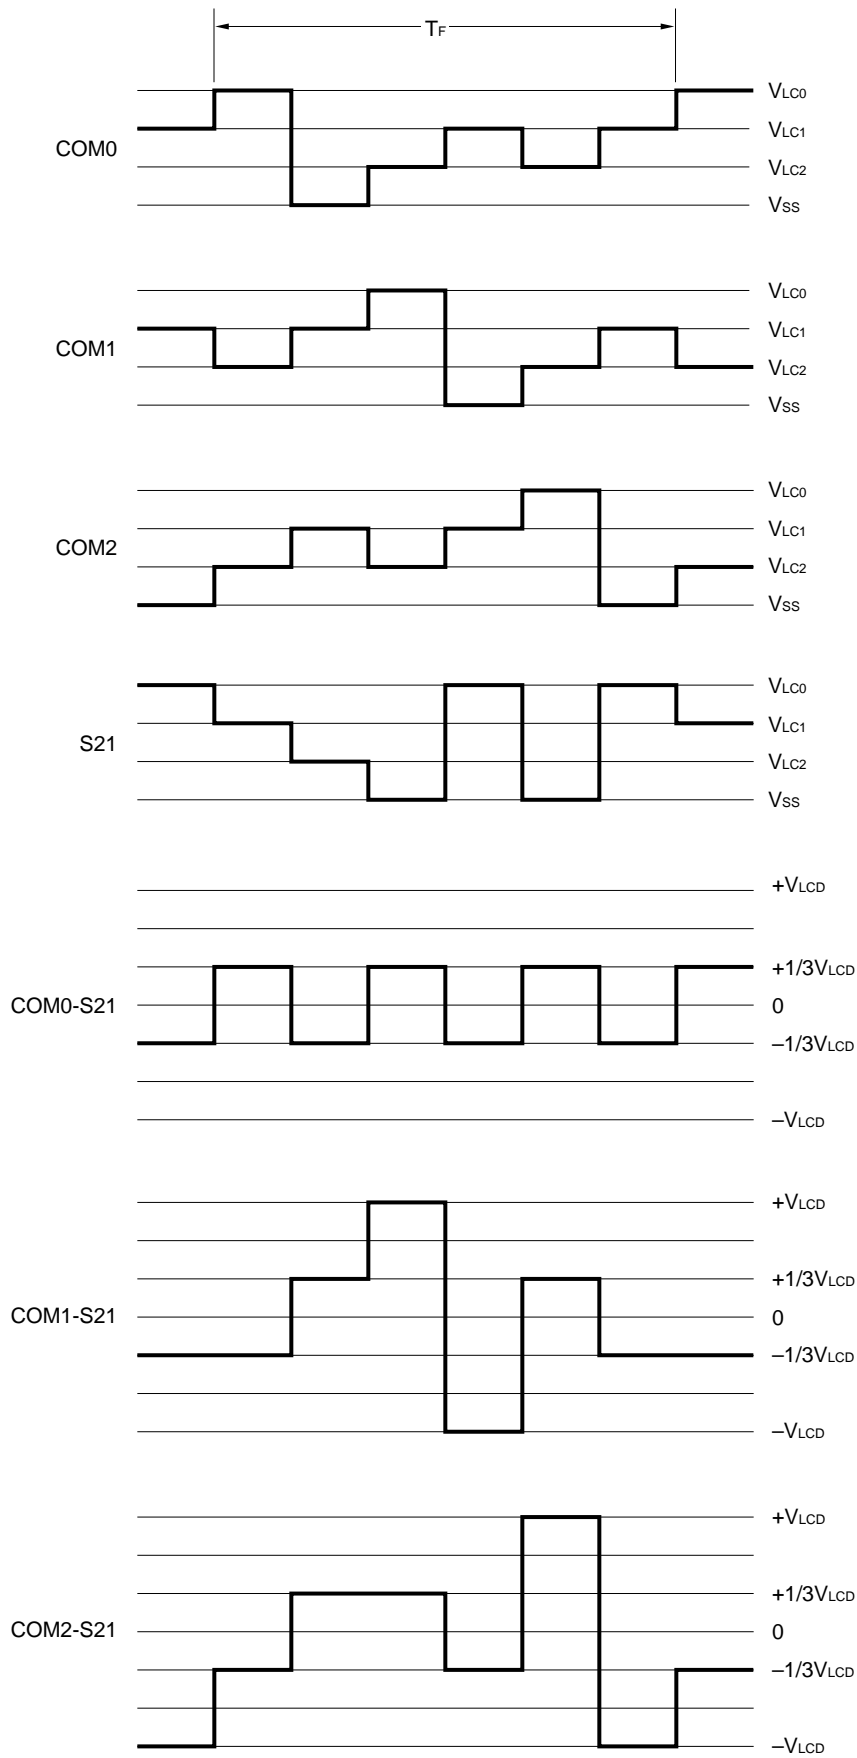 TF
VLC0
VLC1
COM0
VLC2
VSS
VLC0
VLC1
COM1
VLC2
VSS
VLC0
VLC1
COM2
VLC2
VSS
VLC0
VLC1
S21
VLC2
VSS
+VLCD
+1/3VLCD
COM0-S21
0
–1/3VLCD
–VLCD
+VLCD
+1/3VLCD
COM1-S21
0
–1/3VLCD
–VLCD
+VLCD
+1/3VLCD
COM2-S21
0
–1/3VLCD
–VLCD